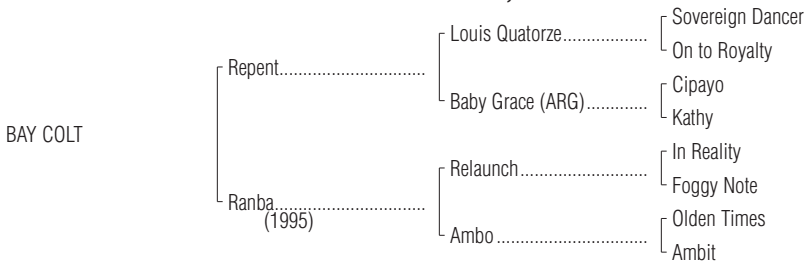 Sovereign Dancer
Louis Quatorze..................
On to Royalty
Repent...............................
Cipayo
Baby Grace (ARG).............
Kathy
BAY COLT
In Reality
Relaunch...........................
Foggy Note
Ranba................................
(1995)
Olden Times
Ambo ................................
Ambit